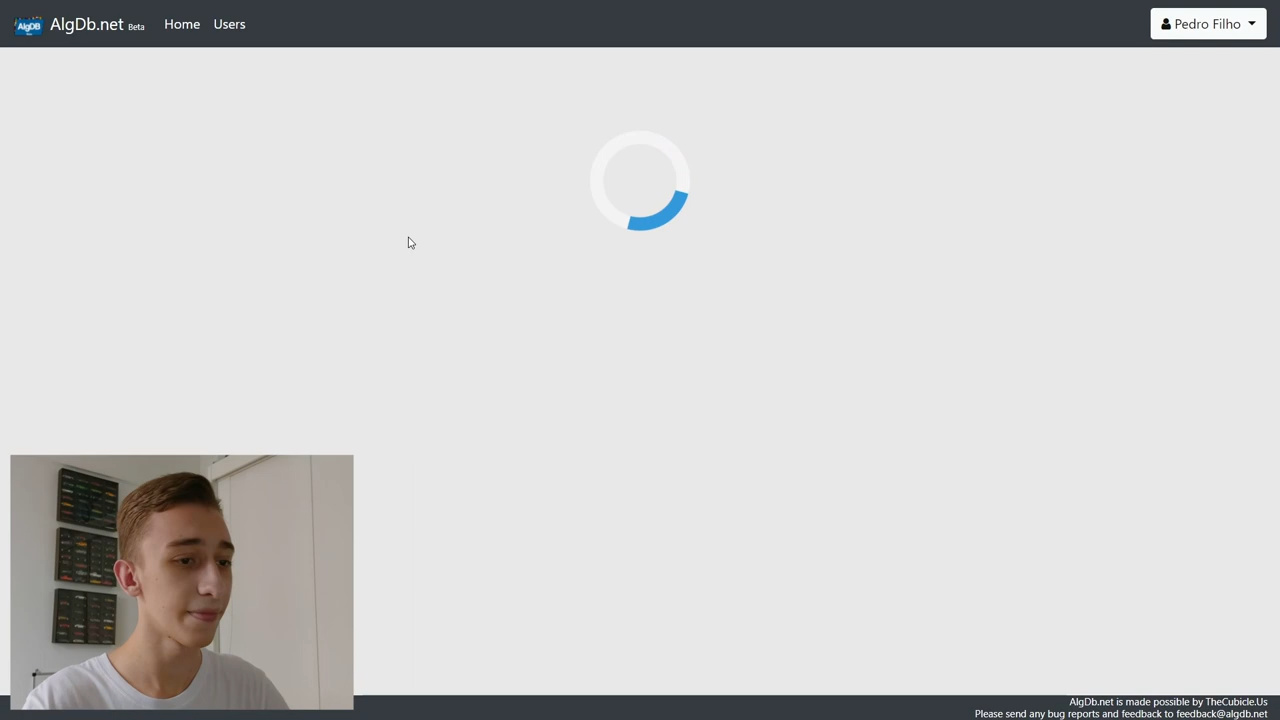 AlgDB
AlgDb.net Beta
Home
Users
Pedro Filho
AlgDb.net is made possible by TheCubicle.Us
Please send any bug reports and feedback to feedback@algdb.net